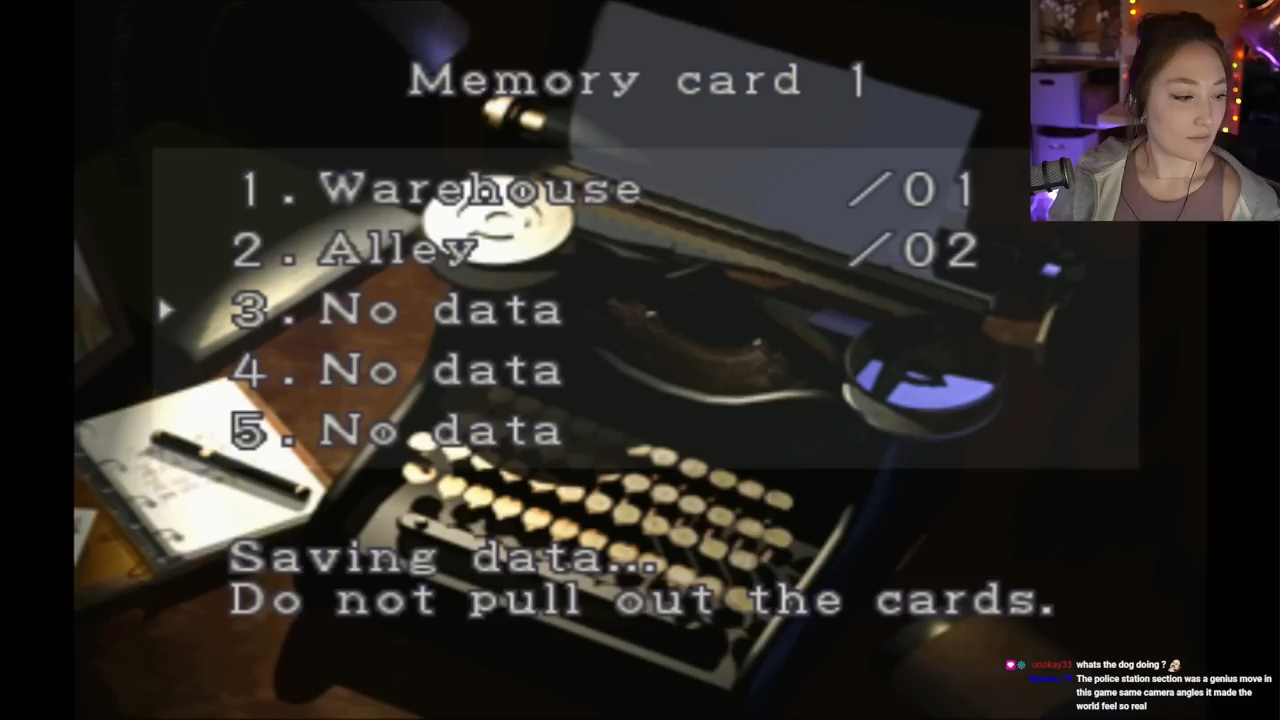 Memory card 1
1. Warehouse /01
2. Alley /02
3. No data
4. No data
5. No data
Saving data...
Do not pull out the cards.
unokay33 whats the dog doing ?
The police station section was a genius move in
this game same camera angles it made the
world feel so real